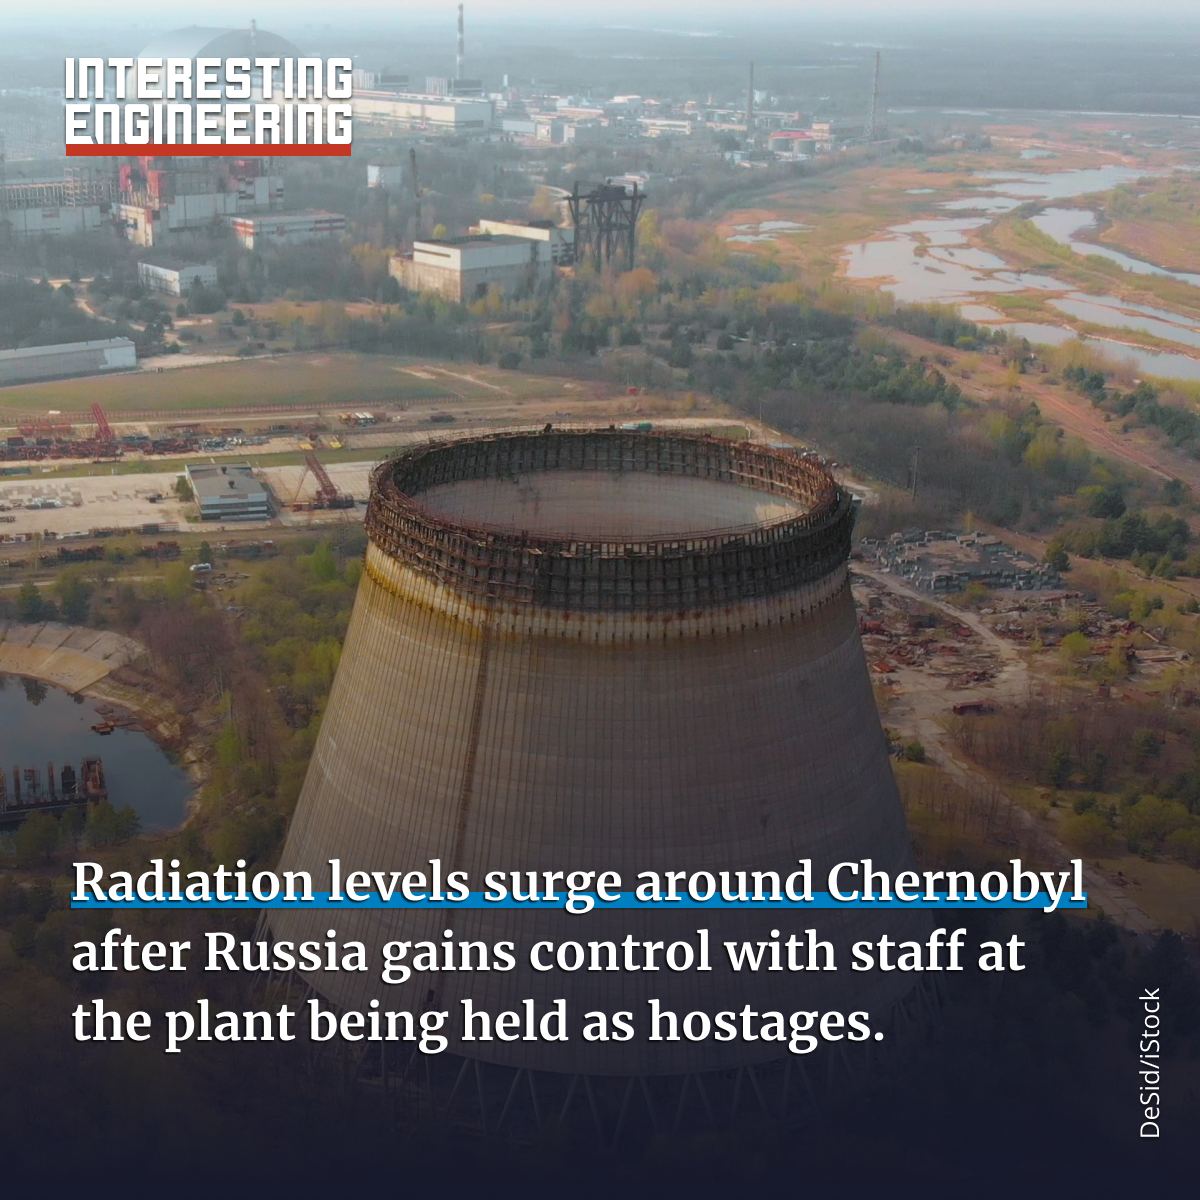 INTERESTING
ENGINEERING
Radiation levels surge around Chernobyl
after Russia gains control with staff at
the plant being held as hostages.
DeSid/iStock